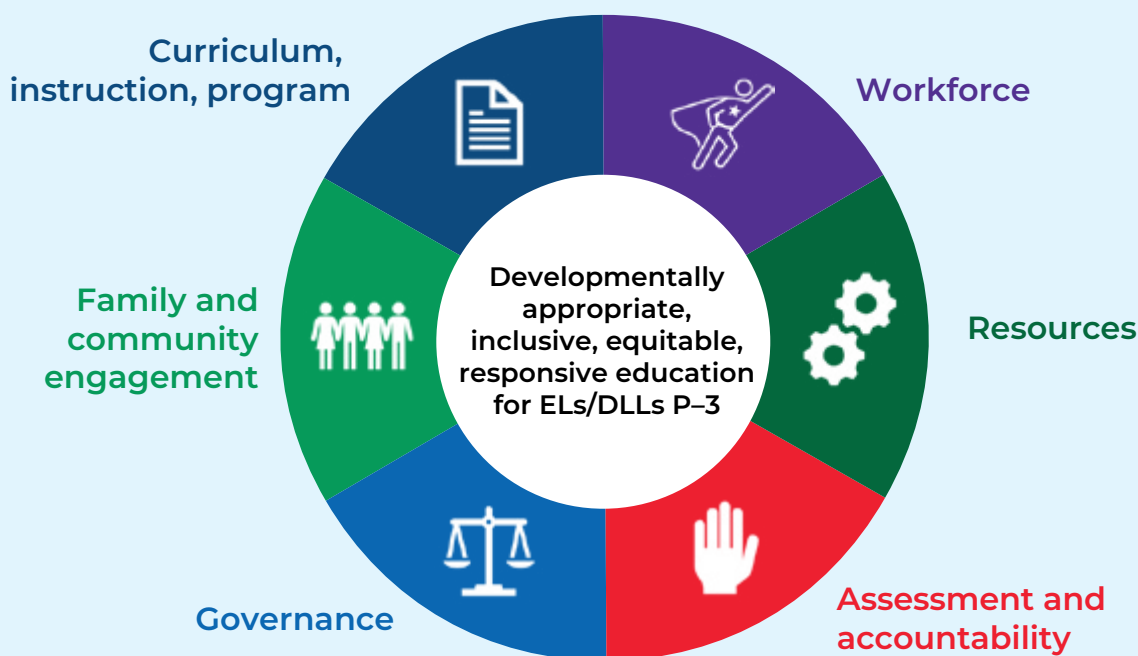 Curriculum,
instruction, program
Workforce
Family and
community
engagement
Developmentally
appropriate,
inclusive, equitable,
responsive education
for ELs/DLLs P–3
Resources
Governance
Assessment and
accountability